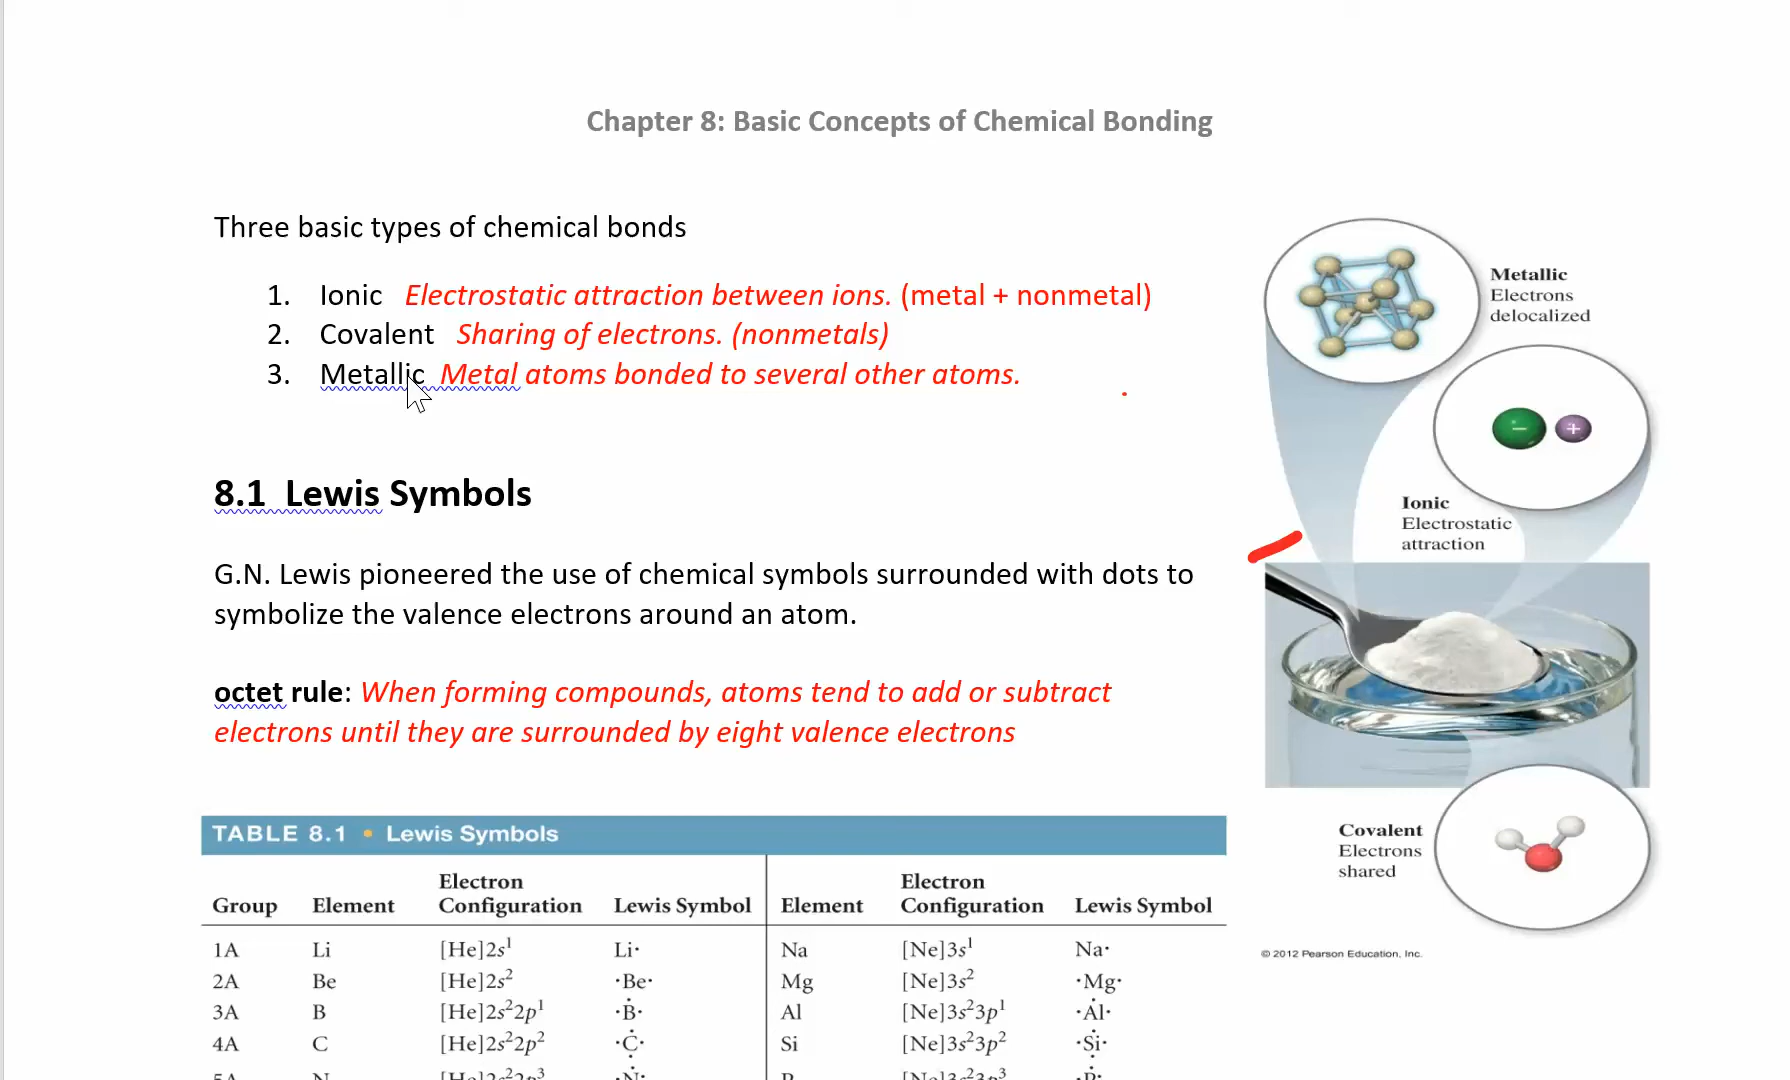 Chapter 8: Basic Concepts of Chemical Bonding
Three basic types of chemical bonds
1. Ionic Electrostatic attraction between ions. (metal + nonmetal)
2. Covalent Sharing of electrons. (nonmetals)
3. Metallic Metal atoms bonded to several other atoms.
Metallic
Electrons
delocalized
− +
Ionic
Electrostatic
attraction
8.1 Lewis Symbols
G.N. Lewis pioneered the use of chemical symbols surrounded with dots to
symbolize the valence electrons around an atom.
octet rule: When forming compounds, atoms tend to add or subtract
electrons until they are surrounded by eight valence electrons
Covalent
Electrons
shared
© 2012 Pearson Education, Inc.
TABLE 8.1 • Lewis Symbols
Group Element Electron Configuration Lewis Symbol Element Electron Configuration Lewis Symbol
1A Li [He]2s¹ Li· Na [Ne]3s¹ Na·
2A Be [He]2s² ·Be· Mg [Ne]3s² ·Mg·
3A B [He]2s²2p¹ ·Ḃ· Al [Ne]3s²3p¹ ·Ȧl·
4A C [He]2s²2p² ·Ċ̣· Si [Ne]3s²3p² ·Ṩi·
5A N [He]2s²2p³ ·Ṅ: P [Ne]3s²3p³ ·Ṗ: